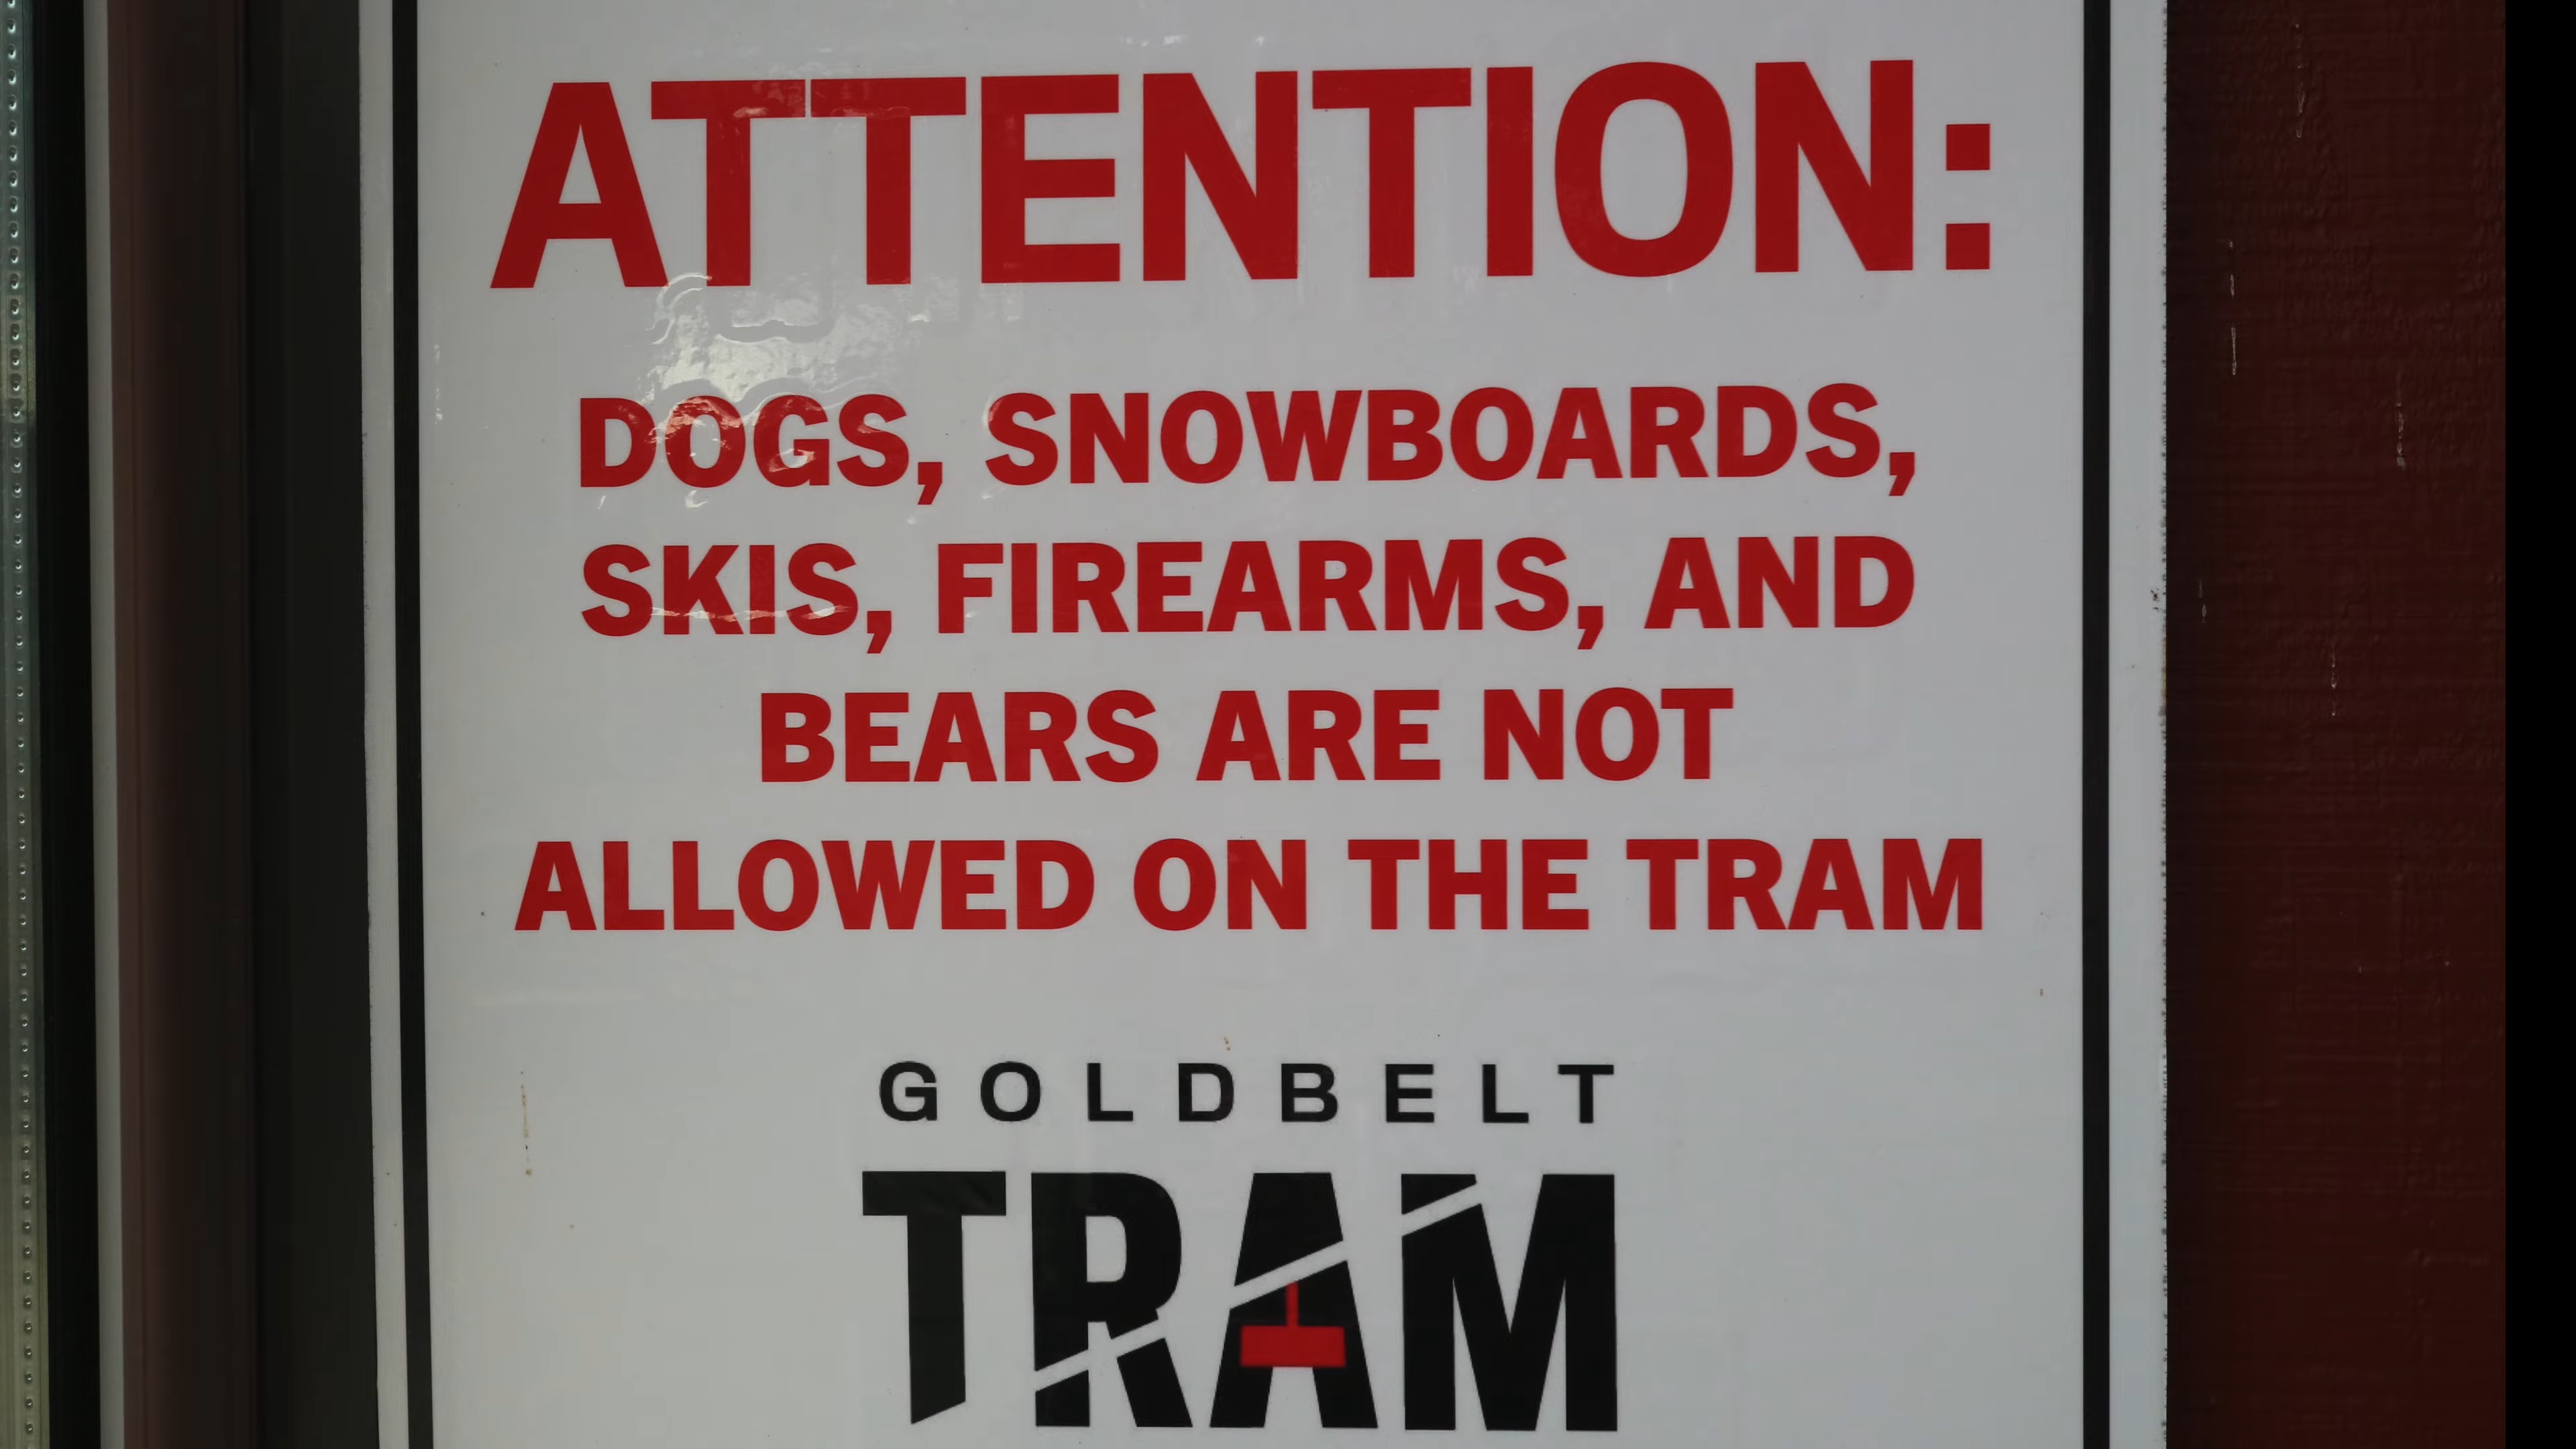 ATTENTION:
DOGS, SNOWBOARDS,
SKIS, FIREARMS, AND
BEARS ARE NOT
ALLOWED ON THE TRAM
GOLDBELT
TRAM